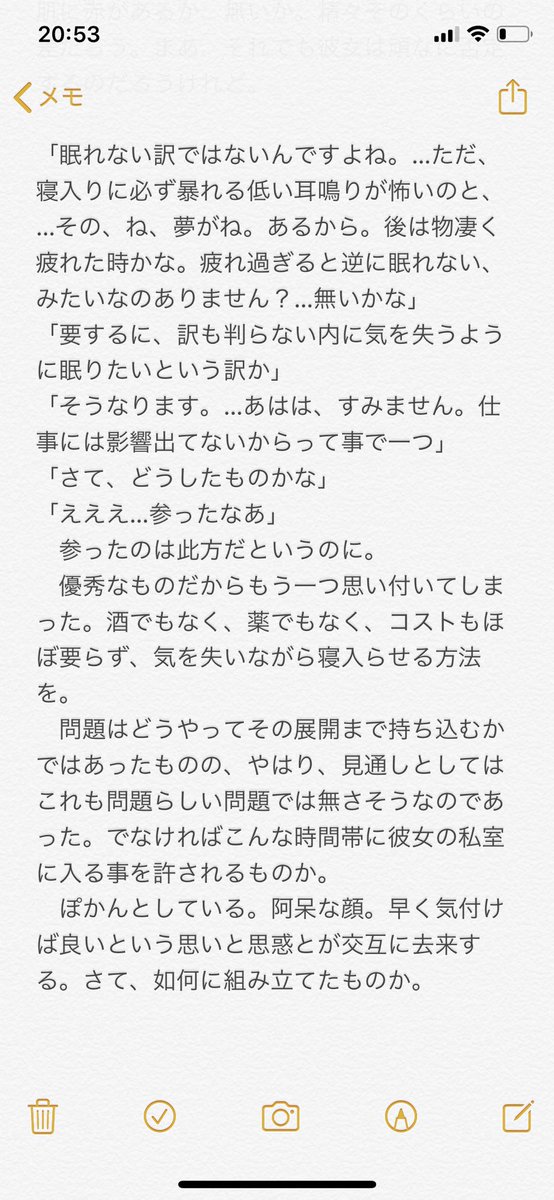 20:53
メモ
「眠れない訳ではないんですよね。…ただ、
寝入りに必ず暴れる低い耳鳴りが怖いのと、
…その、ね、夢がね。あるから。後は物凄く
疲れた時かな。疲れ過ぎると逆に眠れない、
みたいなのありません？…無いかな」
「要するに、訳も判らない内に気を失うよう
に眠りたいという訳か」
「そうなります。…あはは、すみません。仕
事には影響出てないからって事で一つ」
「さて、どうしたものかな」
「えええ…参ったなあ」
　参ったのは此方だというのに。
　優秀なものだからもう一つ思い付いてしま
った。酒でもなく、薬でもなく、コストもほ
ぼ要らず、気を失いながら寝入らせる方法
を。
　問題はどうやってその展開まで持ち込むか
ではあったものの、やはり、見通しとしては
これも問題らしい問題では無さそうなのであ
った。でなければこんな時間帯に彼女の私室
に入る事を許されるものか。
　ぽかんとしている。阿呆な顔。早く気付け
ば良いという思いと思惑とが交互に去来す
る。さて、如何に組み立てたものか。